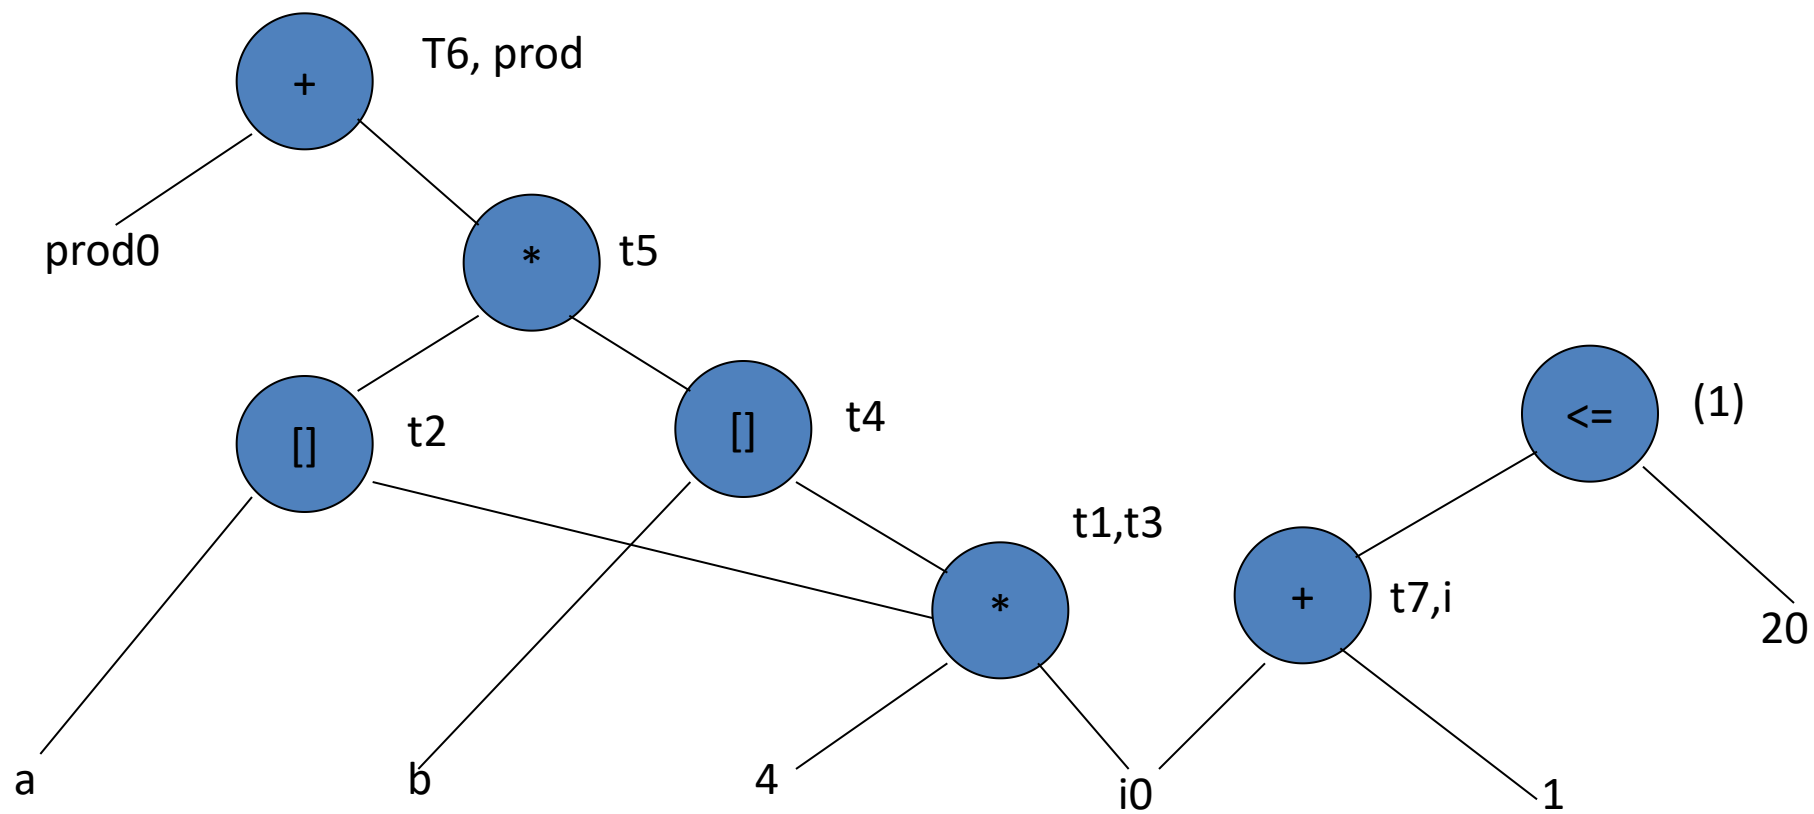 T6, prod
+
prod0
*
t5
<=
(1)
[]
t2
[]
t4
t1,t3
*
+
t7,i
20
a
b
4
i0
1